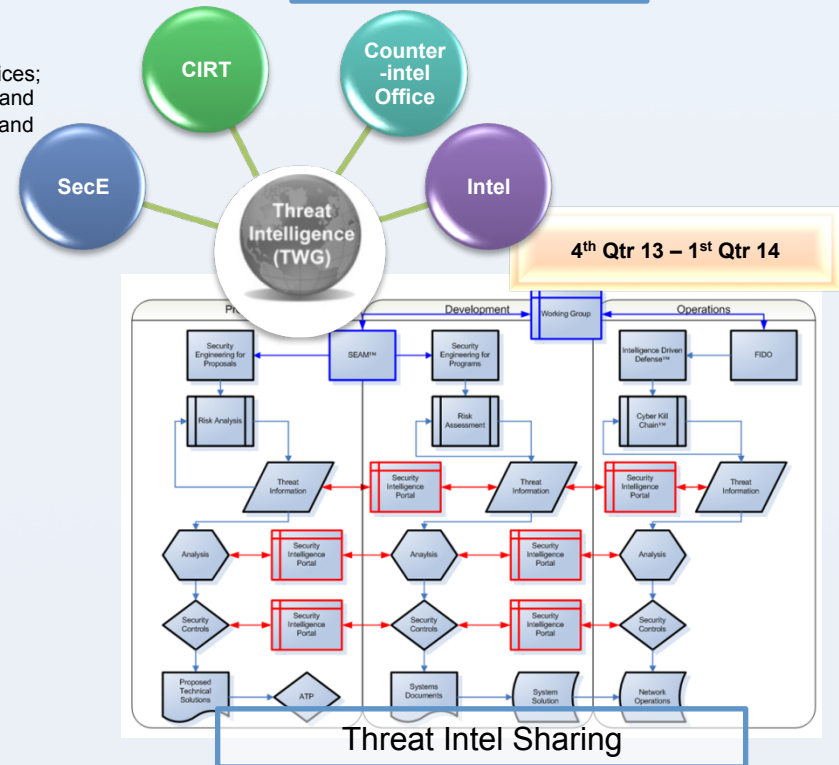 ices;
and
and
CIRT
Counter
-intel
Office
SecE
Intel
Threat
Intelligence
(TWG)
4th Qtr 13 – 1st Qtr 14
Development
Operations
Working Group
Security
Engineering for
Proposals
SEAM™
Security
Engineering for
Programs
Intelligence Driven
Defense™
FIDO
Risk Analysis
Risk
Assessment
Cyber Kill
Chain™
Threat
Information
Security
Intelligence
Portal
Threat
Information
Security
Intelligence
Portal
Threat
Information
Analysis
Security
Intelligence
Portal
Anaylsis
Security
Intelligence
Portal
Analysis
Security
Controls
Security
Intelligence
Portal
Security
Controls
Security
Intelligence
Portal
Security
Controls
Proposed
Technical
Solutions
ATP
Systems
Documents
System
Solution
Network
Operations
Threat Intel Sharing